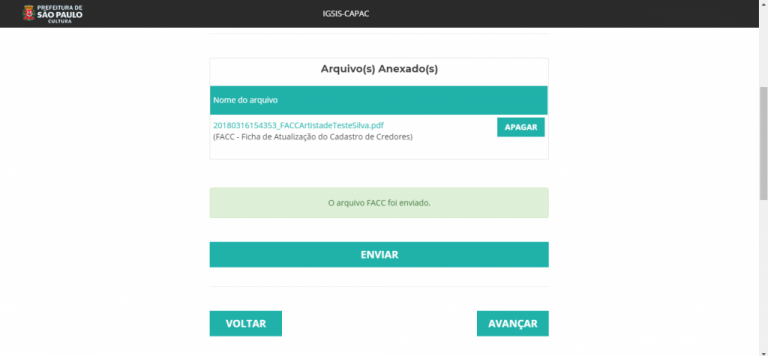 PREFEITURA DE
SÃO PAULO
CULTURA
IGSIS-CAPAC
Arquivo(s) Anexado(s)
Nome do arquivo
20180316154353_FACCArtistadeTesteSilva.pdf
(FACC - Ficha de Atualização do Cadastro de Credores)
APAGAR
O arquivo FACC foi enviado.
ENVIAR
VOLTAR
AVANÇAR